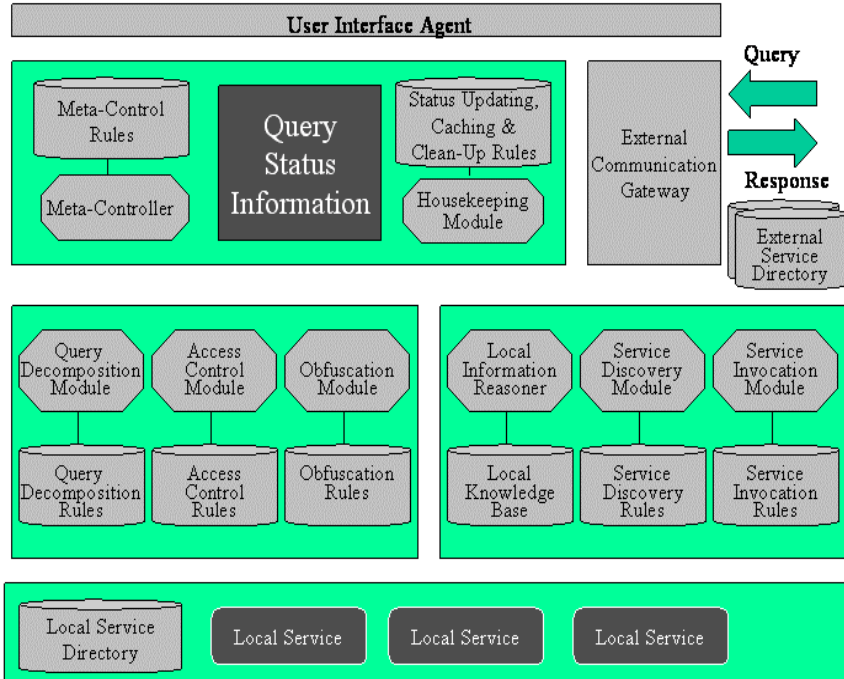 User Interface Agent
Meta-Control
Rules
Meta-Controller
Query
Status
Information
Status Updating,
Caching &
Clean-Up Rules
Housekeeping
Module
External
Communication
Gateway
Query
Response
External
Service
Directory
Query
Decomposition
Module
Access
Control Module
Obfuscation
Module
Local
Information
Reasoner
Service
Discovery
Module
Service
Invocation
Module
Query
Decomposition
Rules
Access
Control
Rules
Obfuscation
Rules
Local
Knowledge
Base
Service
Discovery
Rules
Service
Invocation
Rules
Local Service
Directory
Local Service
Local Service
Local Service